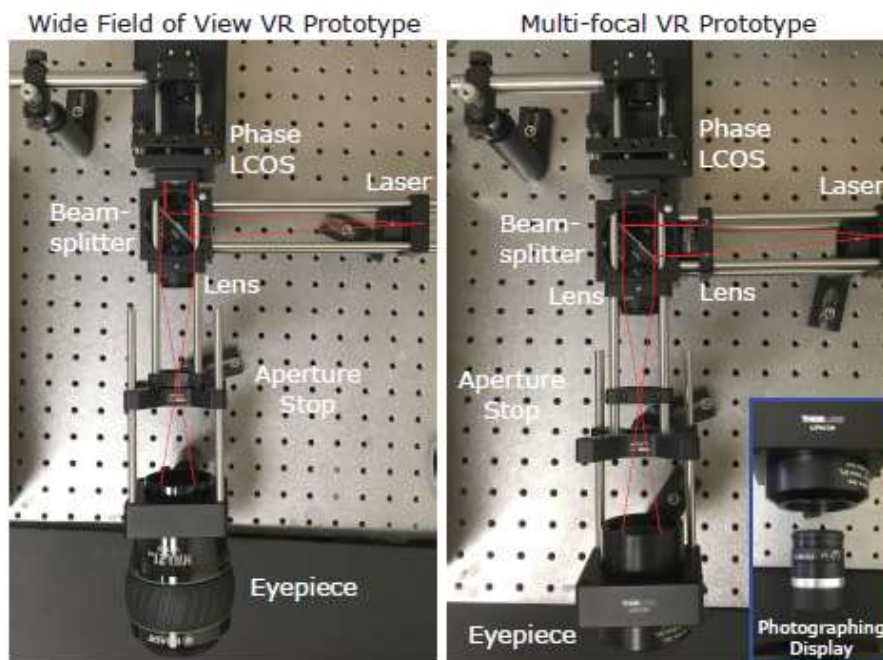 Wide Field of View VR Prototype
Phase
LCOS
Laser
Beam-
splitter
Lens
Aperture
Stop
Eyepiece
Multi-focal VR Prototype
Phase
LCOS
Laser
Beam-
splitter
Lens
Lens
Aperture
Stop
Eyepiece
Photographing
Display